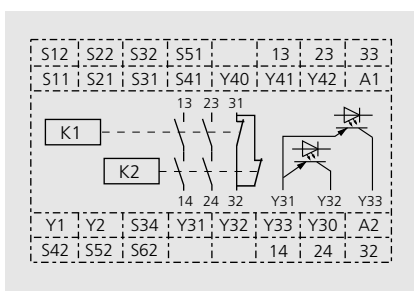 S12 S22 S32 S51 13 23 33
S11 S21 S31 S41 Y40 Y41 Y42 A1
13 23 31
K1
K2
14 24 32 Y31 Y32 Y33
Y1 Y2 S34 Y31 Y32 Y33 Y30 A2
S42 S52 S62 14 24 32